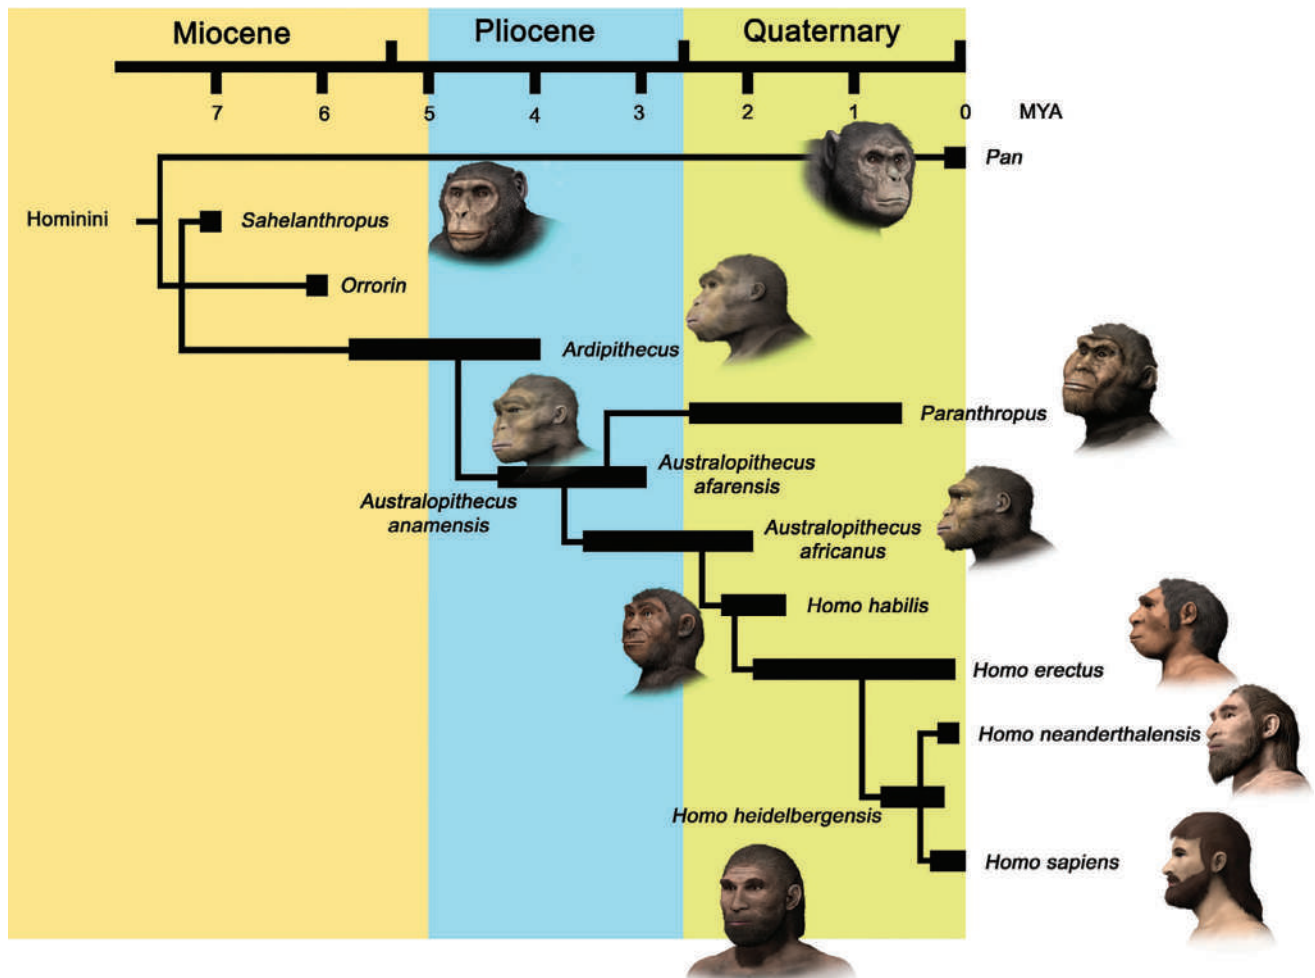 Miocene
Pliocene
Quaternary
7
6
5
4
3
2
1
0
MYA
Pan
Hominini
Sahelanthropus
Orrorin
Ardipithecus
Paranthropus
Australopithecus
afarensis
Australopithecus
anamensis
Australopithecus
africanus
Homo habilis
Homo erectus
Homo neanderthalensis
Homo heidelbergensis
Homo sapiens